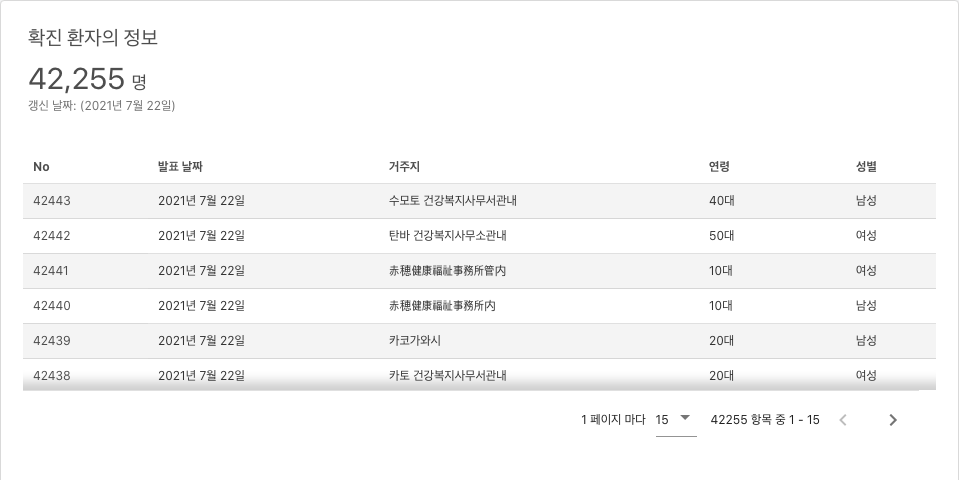 확진 환자의 정보
42,255 명
갱신 날짜: (2021년 7월 22일)
No 발표 날짜 거주지 연령 성별
42443 2021년 7월 22일 수모토 건강복지사무서관내 40대 남성
42442 2021년 7월 22일 탄바 건강복지사무소관내 50대 여성
42441 2021년 7월 22일 赤穂健康福祉事務所管内 10대 여성
42440 2021년 7월 22일 赤穂健康福祉事務所内 10대 남성
42439 2021년 7월 22일 카코가와시 20대 남성
42438 2021년 7월 22일 카토 건강복지사무서관내 20대 여성
1 페이지 마다 15 42255 항목 중 1 - 15